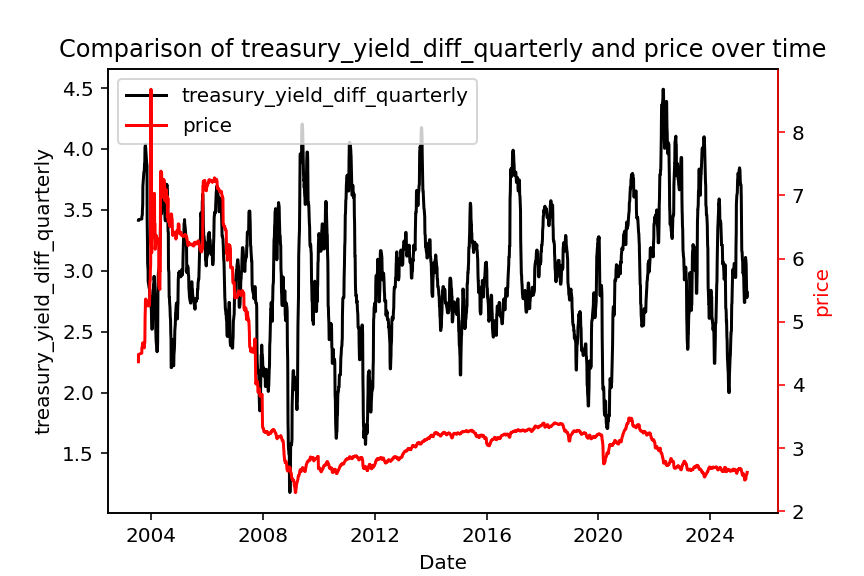 Comparison of treasury_yield_diff_quarterly and price over time
treasury_yield_diff_quarterly
price
4.5
4.0
3.5
3.0
2.5
2.0
1.5
treasury_yield_diff_quarterly
8
7
6
5
4
3
2
price
2004 2008 2012 2016 2020 2024
Date